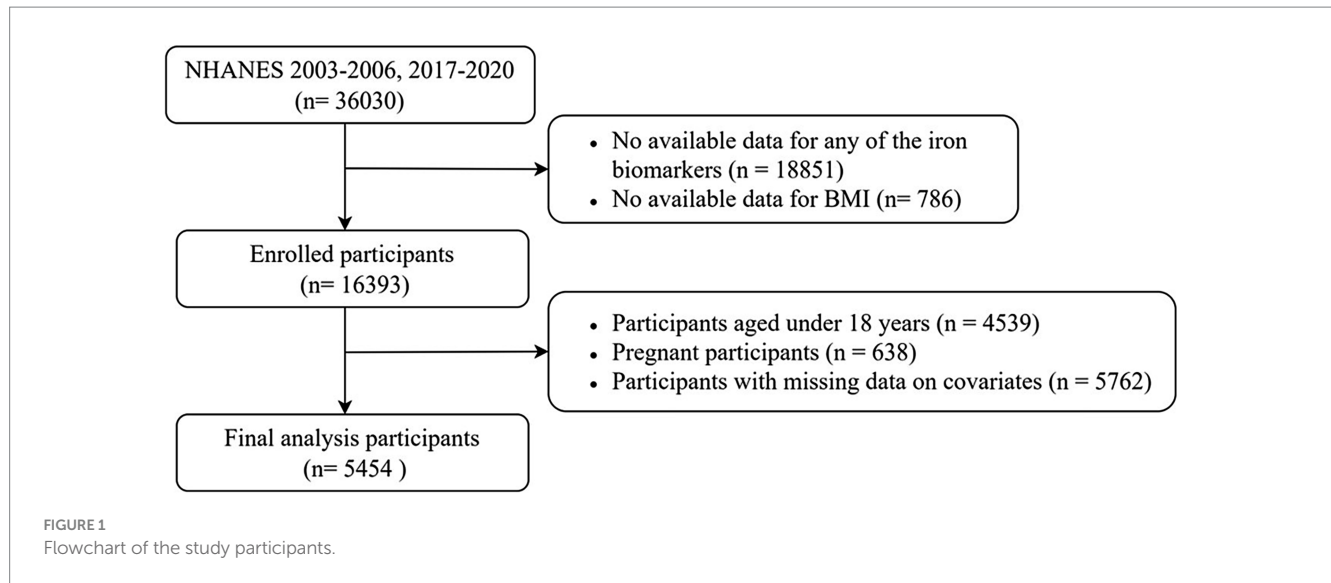 NHANES 2003-2006, 2017-2020
(n= 36030)
• No available data for any of the iron
biomarkers (n = 18851)
• No available data for BMI (n= 786)
Enrolled participants
(n= 16393)
• Participants aged under 18 years (n = 4539)
• Pregnant participants (n = 638)
• Participants with missing data on covariates (n = 5762)
Final analysis participants
(n= 5454 )
FIGURE 1
Flowchart of the study participants.